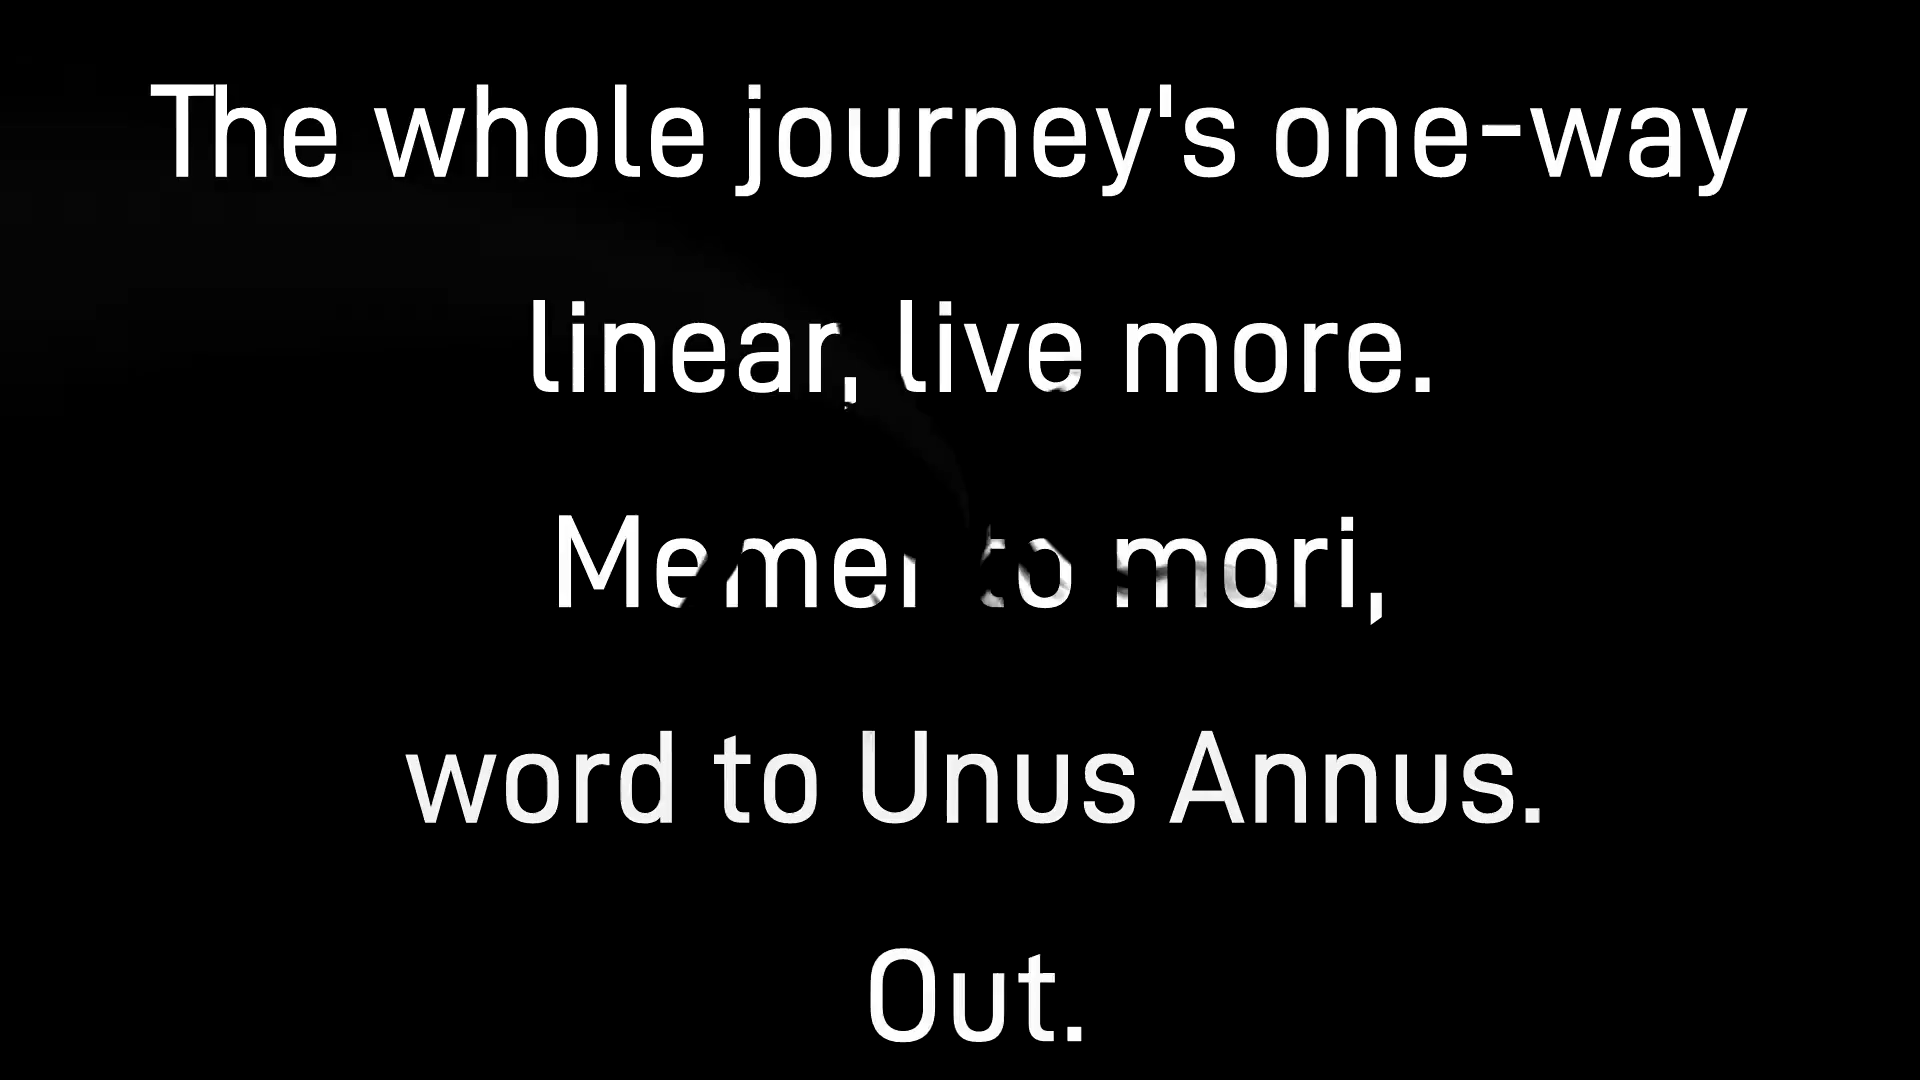 The whole journey's one-way
linear, live more.
Memento mori,
word to Unus Annus.
Out.